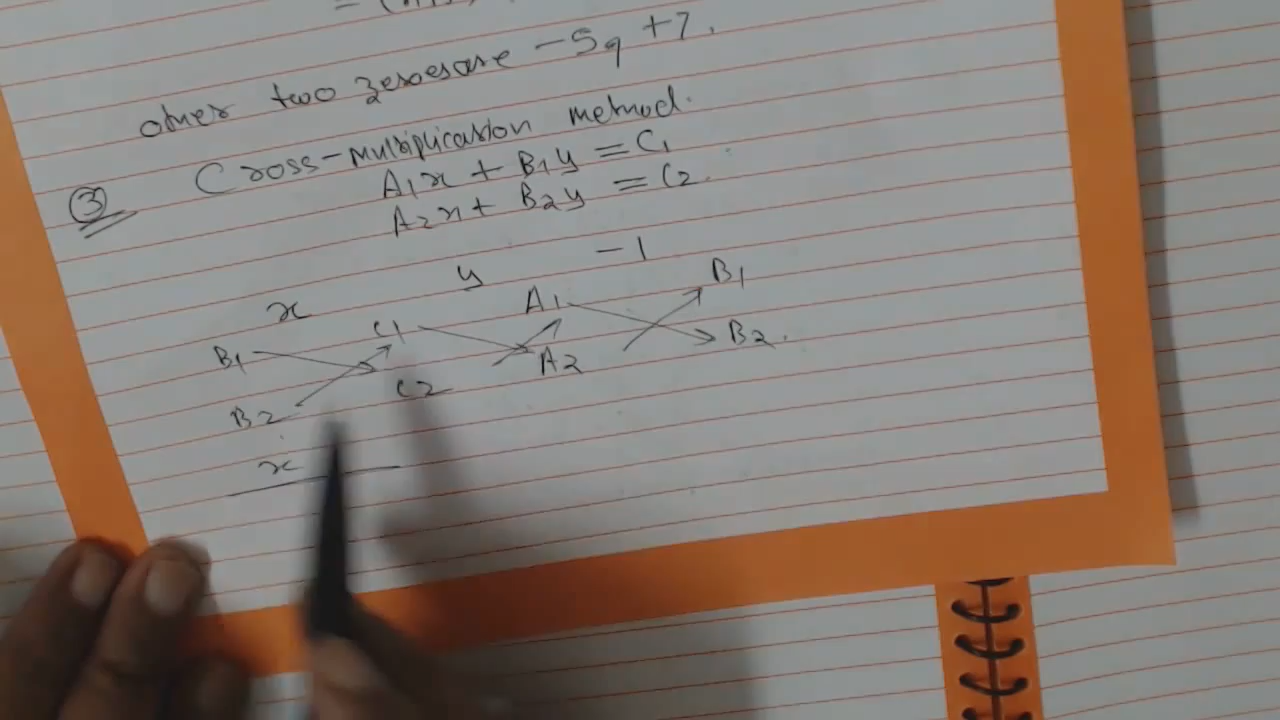 = (
other two zeroes are -5 q +7.
③ Cross-multiplication method.
A1x + B1y = C1
A2x + B2y = C2.
x y -1
B1 C1 A1 B1
B2 C2 A2 B2.
x